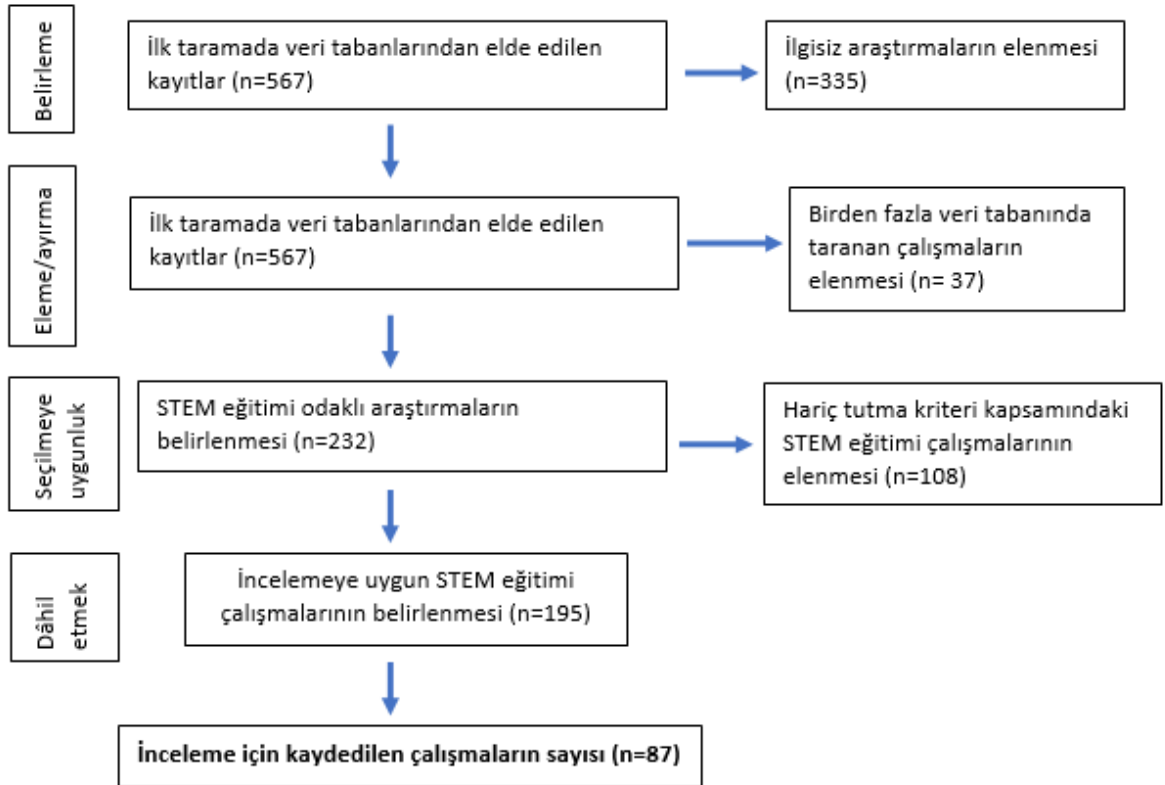 Belirleme
İlk taramada veri tabanlarından elde edilen
kayıtlar (n=567)
İlgisiz araştırmaların elenmesi
(n=335)
Eleme/ayırma
İlk taramada veri tabanlarından elde edilen
kayıtlar (n=567)
Birden fazla veri tabanında
taranan çalışmaların
elenmesi (n= 37)
Seçilmeye
uygunluk
STEM eğitimi odaklı araştırmaların
belirlenmesi (n=232)
Hariç tutma kriteri kapsamındaki
STEM eğitimi çalışmalarının
elenmesi (n=108)
Dâhil
etmek
İncelemeye uygun STEM eğitimi
çalışmalarının belirlenmesi (n=195)
İnceleme için kaydedilen çalışmaların sayısı (n=87)